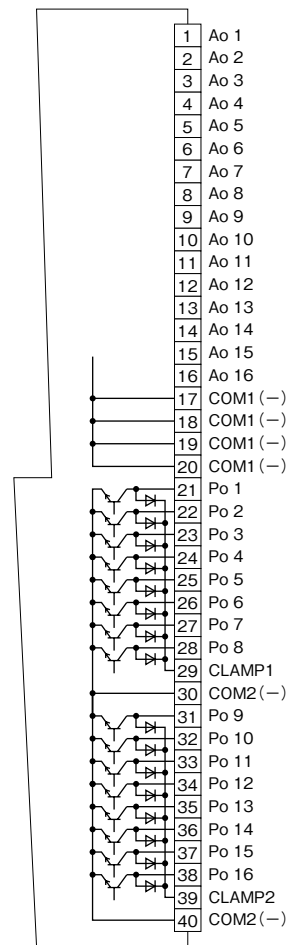 1 Ao 1
2 Ao 2
3 Ao 3
4 Ao 4
5 Ao 5
6 Ao 6
7 Ao 7
8 Ao 8
9 Ao 9
10 Ao 10
11 Ao 11
12 Ao 12
13 Ao 13
14 Ao 14
15 Ao 15
16 Ao 16
17 COM1(−)
18 COM1(−)
19 COM1(−)
20 COM1(−)
21 Po 1
22 Po 2
23 Po 3
24 Po 4
25 Po 5
26 Po 6
27 Po 7
28 Po 8
29 CLAMP1
30 COM2(−)
31 Po 9
32 Po 10
33 Po 11
34 Po 12
35 Po 13
36 Po 14
37 Po 15
38 Po 16
39 CLAMP2
40 COM2(−)